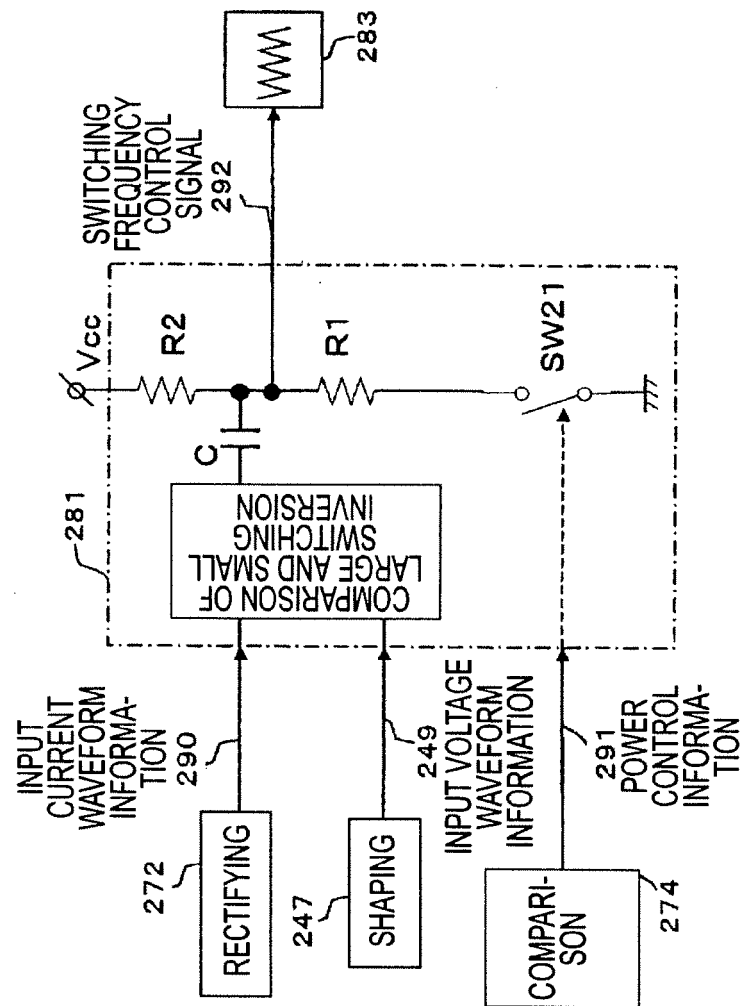 INPUT
CURRENT
WAVEFORM
INFORMA-
TION
290
272
RECTIFYING
247
SHAPING
249
INPUT VOLTAGE
WAVEFORM
INFORMATION
COMPARI-
SON
274
291
POWER
CONTROL
INFORMA-
TION
281
COMPARISON OF
LARGE AND SMALL
SWITCHING
INVERSION
C
Vcc
R2
R1
SW21
SWITCHING
FREQUENCY
CONTROL
SIGNAL
292
283